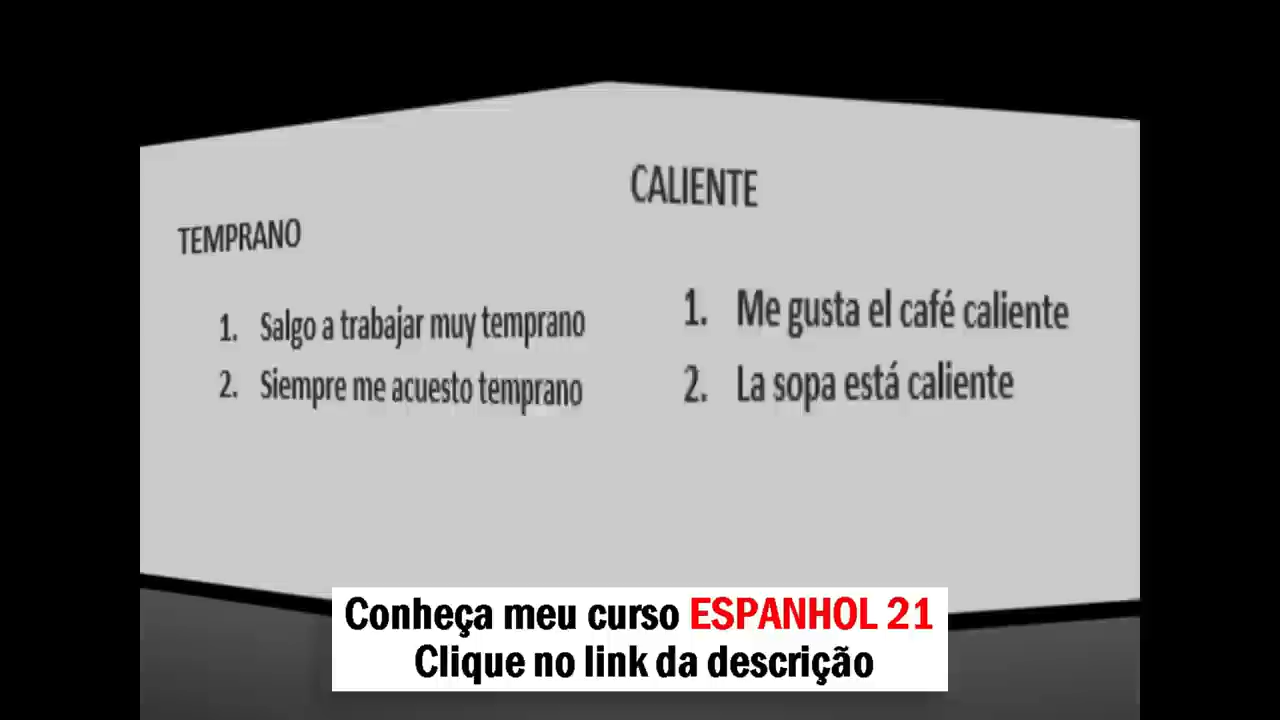 TEMPRANO
1. Salgo a trabajar muy temprano
2. Siempre me acuesto temprano
CALIENTE
1. Me gusta el café caliente
2. La sopa está caliente
Conheça meu curso ESPANHOL 21
Clique no link da descrição